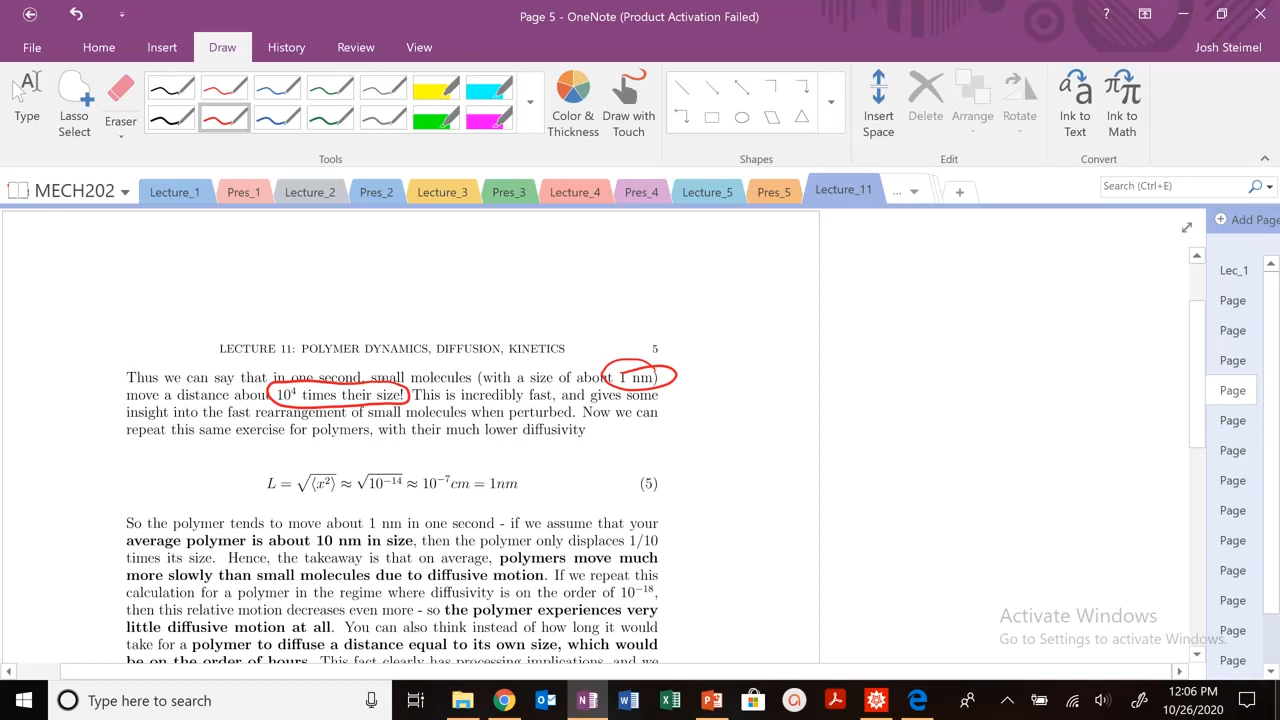 Page 5 - OneNote (Product Activation Failed)
?
File
Home
Insert
Draw
History
Review
View
Josh Steimel
Type
Lasso Select
Eraser
Color & Thickness
Draw with Touch
Insert Space
Delete
Arrange
Rotate
Ink to Text
Ink to Math
Tools
Shapes
Edit
Convert
MECH202
Lecture_1
Pres_1
Lecture_2
Pres_2
Lecture_3
Pres_3
Lecture_4
Pres_4
Lecture_5
Pres_5
Lecture_11
...
Search (Ctrl+E)
Add Page
Lec_1
Page
Page
Page
Page
Page
Page
Page
Page
Page
Page
Page
Page
Page
LECTURE 11: POLYMER DYNAMICS, DIFFUSION, KINETICS 5
Thus we can say that in one second, small molecules (with a size of about 1 nm)
move a distance about 10⁴ times their size! This is incredibly fast, and gives some
insight into the fast rearrangement of small molecules when perturbed. Now we can
repeat this same exercise for polymers, with their much lower diffusivity
L = √⟨x²⟩ ≈ √10⁻¹⁴ ≈ 10⁻⁷cm = 1nm (5)
So the polymer tends to move about 1 nm in one second - if we assume that your
average polymer is about 10 nm in size, then the polymer only displaces 1/10
times its size. Hence, the takeaway is that on average, polymers move much
more slowly than small molecules due to diffusive motion. If we repeat this
calculation for a polymer in the regime where diffusivity is on the order of 10⁻¹⁸,
then this relative motion decreases even more - so the polymer experiences very
little diffusive motion at all. You can also think instead of how long it would
take for a polymer to diffuse a distance equal to its own size, which would
be on the order of hours. This fact clearly has processing implications, and we
Activate Windows
Go to Settings to activate Windows.
Type here to search
12:06 PM
10/26/2020